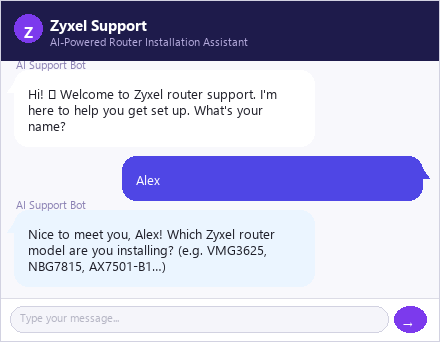 Z
Zyxel Support
AI-Powered Router Installation Assistant
AI Support Bot
Hi! ▯ Welcome to Zyxel router support. I'm
here to help you get set up. What's your
name?
Alex
AI Support Bot
Nice to meet you, Alex! Which Zyxel router
model are you installing? (e.g. VMG3625,
NBG7815, AX7501-B1...)
Type your message...
→